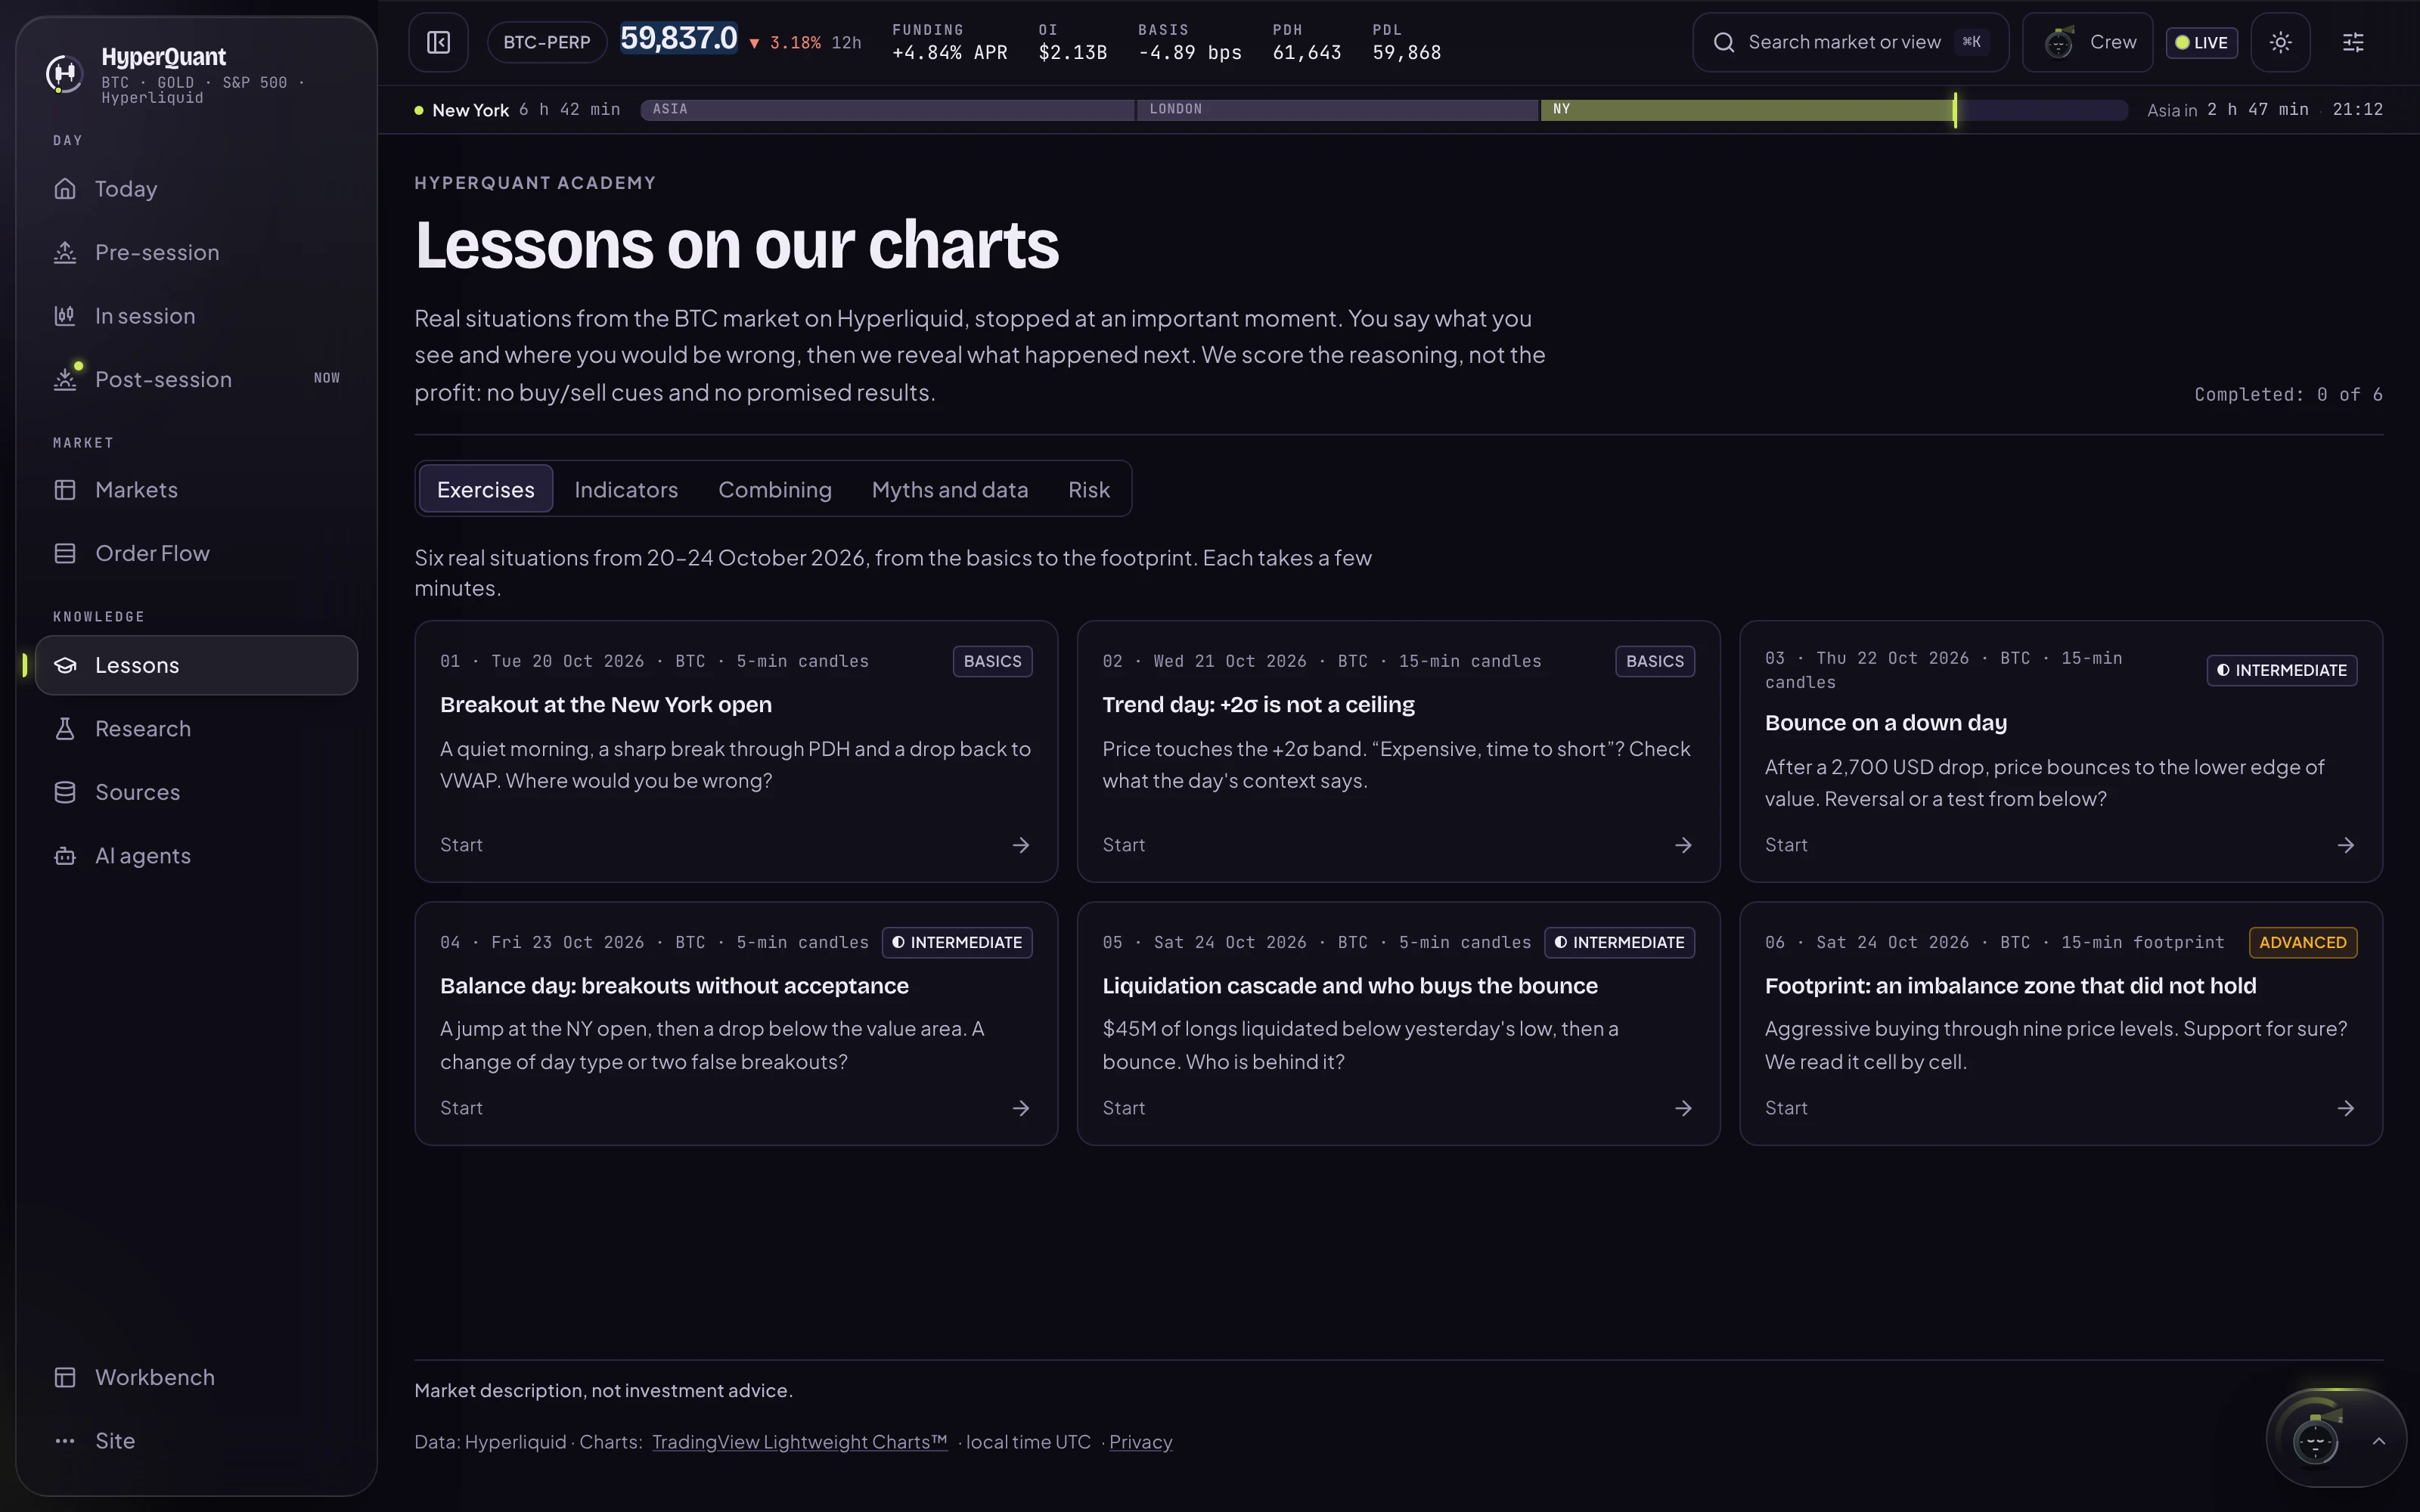 HyperQuant
BTC · GOLD · S&P 500 ·
Hyperliquid
DAY
Today
Pre-session
In session
Post-session NOW
MARKET
Markets
Order Flow
KNOWLEDGE
Lessons
Research
Sources
AI agents
Workbench
Site
BTC-PERP 59,837.0 ▼ 3.18% 12h
FUNDING OI BASIS PDH PDL
+4.84% APR $2.13B -4.89 bps 61,643 59,868
Search market or view ⌘K Crew LIVE
New York 6 h 42 min ASIA LONDON NY Asia in 2 h 47 min · 21:12
HYPERQUANT ACADEMY
Lessons on our charts
Real situations from the BTC market on Hyperliquid, stopped at an important moment. You say what you
see and where you would be wrong, then we reveal what happened next. We score the reasoning, not the
profit: no buy/sell cues and no promised results.
Completed: 0 of 6
Exercises Indicators Combining Myths and data Risk
Six real situations from 20–24 October 2026, from the basics to the footprint. Each takes a few
minutes.
01 · Tue 20 Oct 2026 · BTC · 5-min candles BASICS
Breakout at the New York open
A quiet morning, a sharp break through PDH and a drop back to
VWAP. Where would you be wrong?
Start
02 · Wed 21 Oct 2026 · BTC · 15-min candles BASICS
Trend day: +2σ is not a ceiling
Price touches the +2σ band. “Expensive, time to short”? Check
what the day's context says.
Start
03 · Thu 22 Oct 2026 · BTC · 15-min
candles
INTERMEDIATE
Bounce on a down day
After a 2,700 USD drop, price bounces to the lower edge of
value. Reversal or a test from below?
Start
04 · Fri 23 Oct 2026 · BTC · 5-min candles INTERMEDIATE
Balance day: breakouts without acceptance
A jump at the NY open, then a drop below the value area. A
change of day type or two false breakouts?
Start
05 · Sat 24 Oct 2026 · BTC · 5-min candles INTERMEDIATE
Liquidation cascade and who buys the bounce
$45M of longs liquidated below yesterday's low, then a
bounce. Who is behind it?
Start
06 · Sat 24 Oct 2026 · BTC · 15-min footprint ADVANCED
Footprint: an imbalance zone that did not hold
Aggressive buying through nine price levels. Support for sure?
We read it cell by cell.
Start
Market description, not investment advice.
Data: Hyperliquid · Charts: TradingView Lightweight Charts™ · local time UTC · Privacy